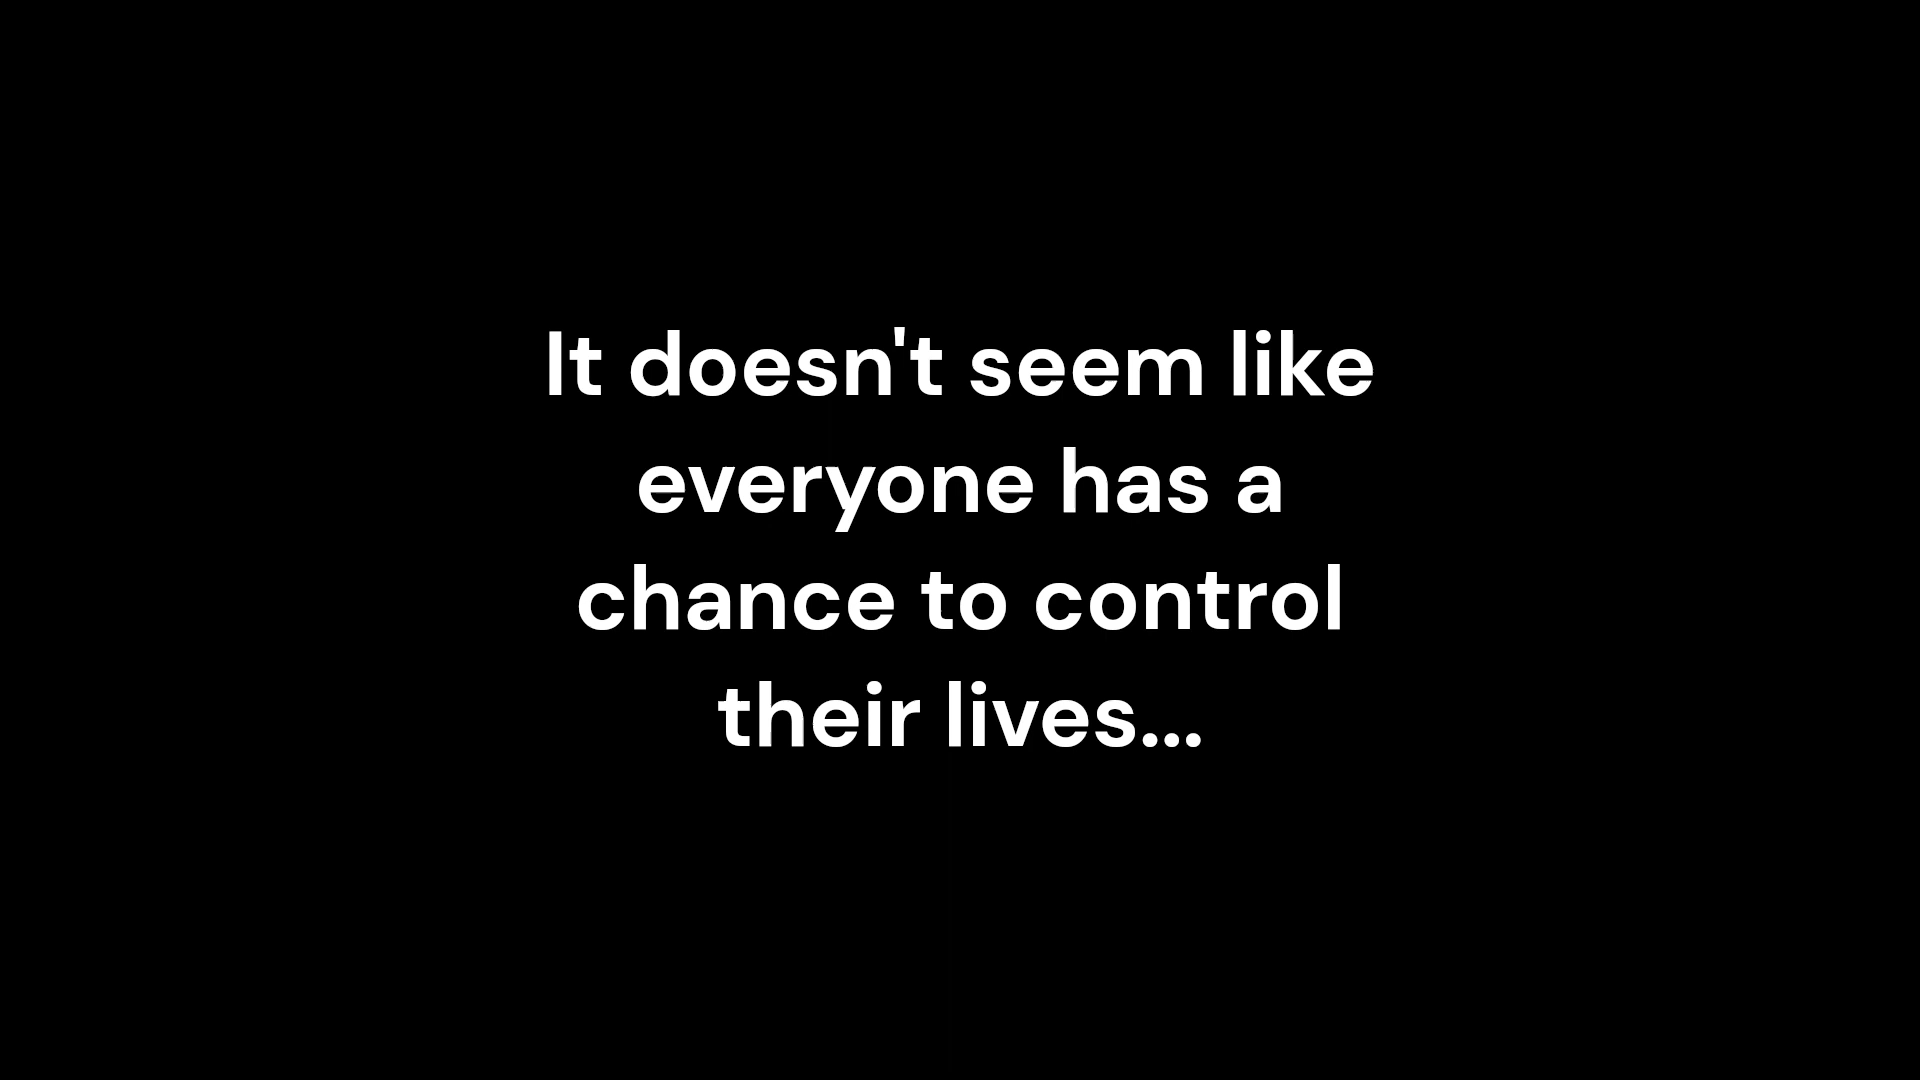 It doesn't seem like
everyone has a
chance to control
their lives...